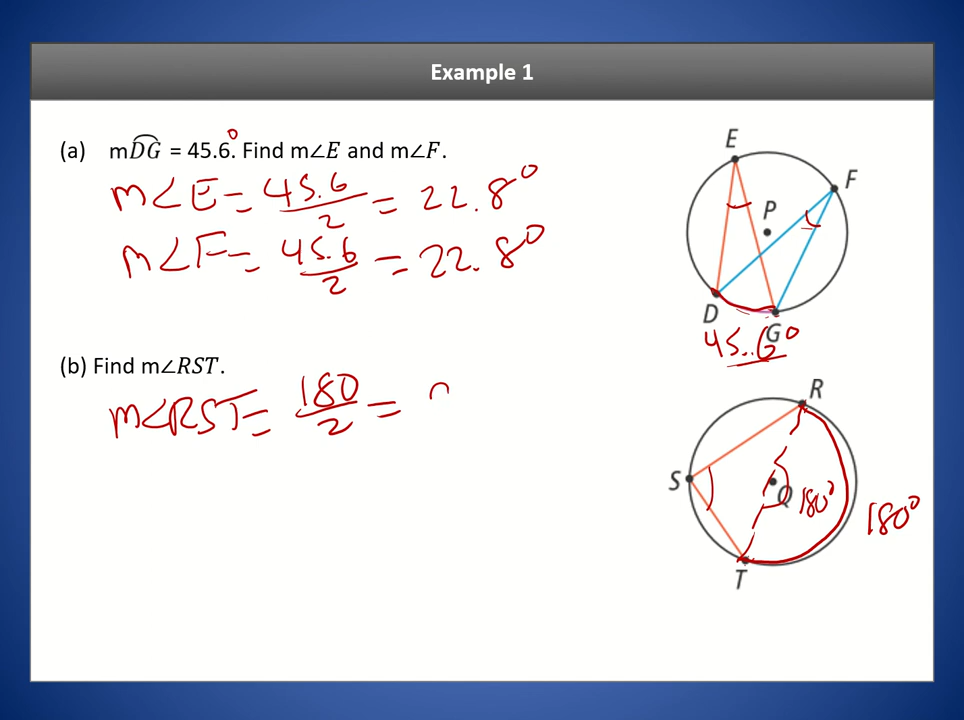 Example 1
(a) m𝐷𝐺 = 45.6°. Find m∠𝐸 and m∠𝐹.
m∠E = 45.6/2 = 22.8°
m∠F = 45.6/2 = 22.8°
(b) Find m∠𝑅𝑆𝑇.
m∠RST = 180/2 =
E
F
P
D
G
45.6°
R
S
Q
180°
180°
T